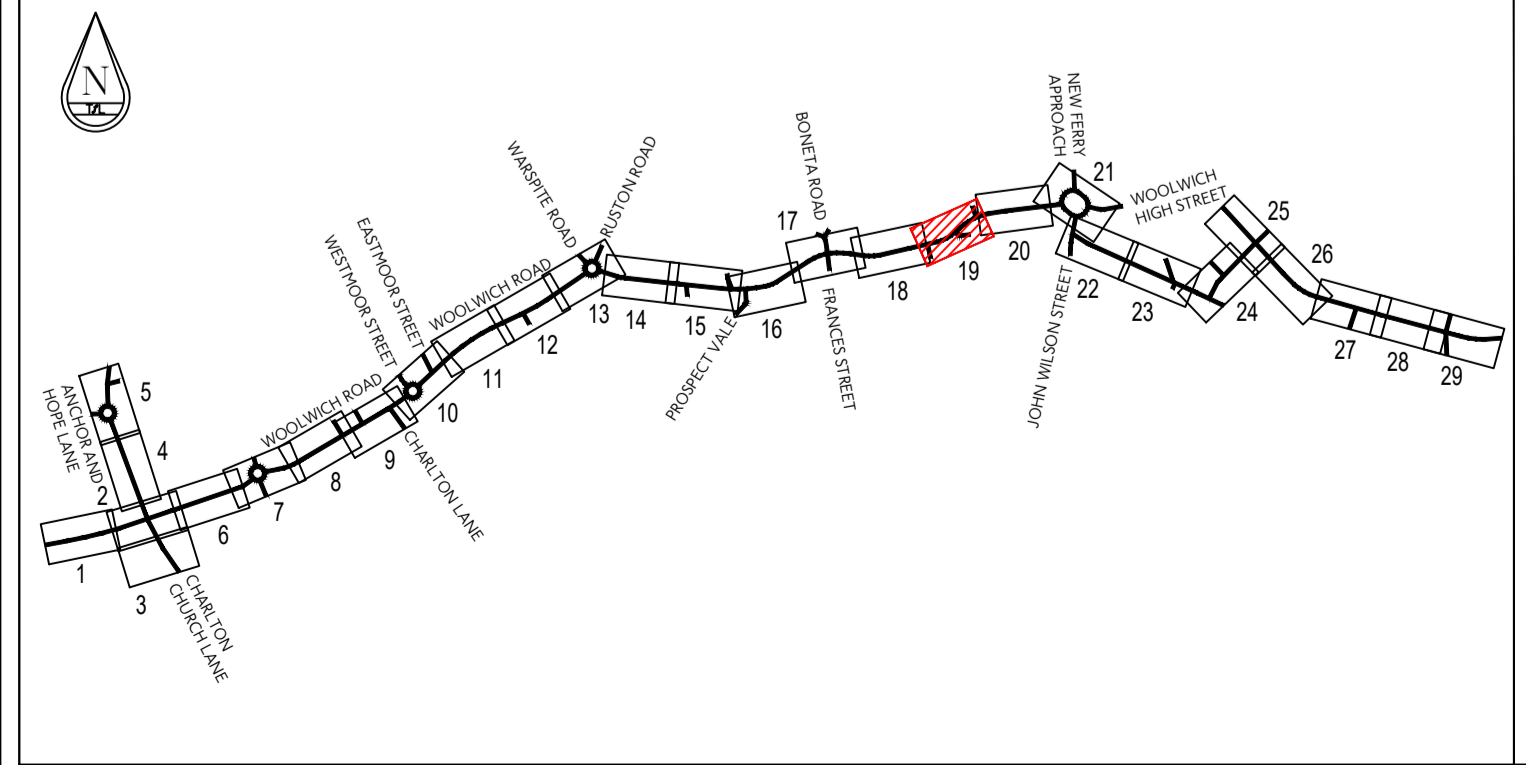 N
TfL
NEW FERRY
APPROACH
BONETA ROAD
RUSTON ROAD
WARSPITE ROAD
21
WOOLWICH
HIGH STREET
25
17
EASTMOOR STREET
WESTMOOR STREET
WOOLWICH ROAD
26
20
19
18
13
14
15
16
22
23
24
JOHN WILSON STREET
FRANCES STREET
PROSPECT VALE
12
11
27
28
29
5
ANCHOR AND
HOPE LANE
WOOLWICH ROAD
10
4
9
CHARLTON LANE
8
2
7
6
1
3
CHARLTON
CHURCH LANE